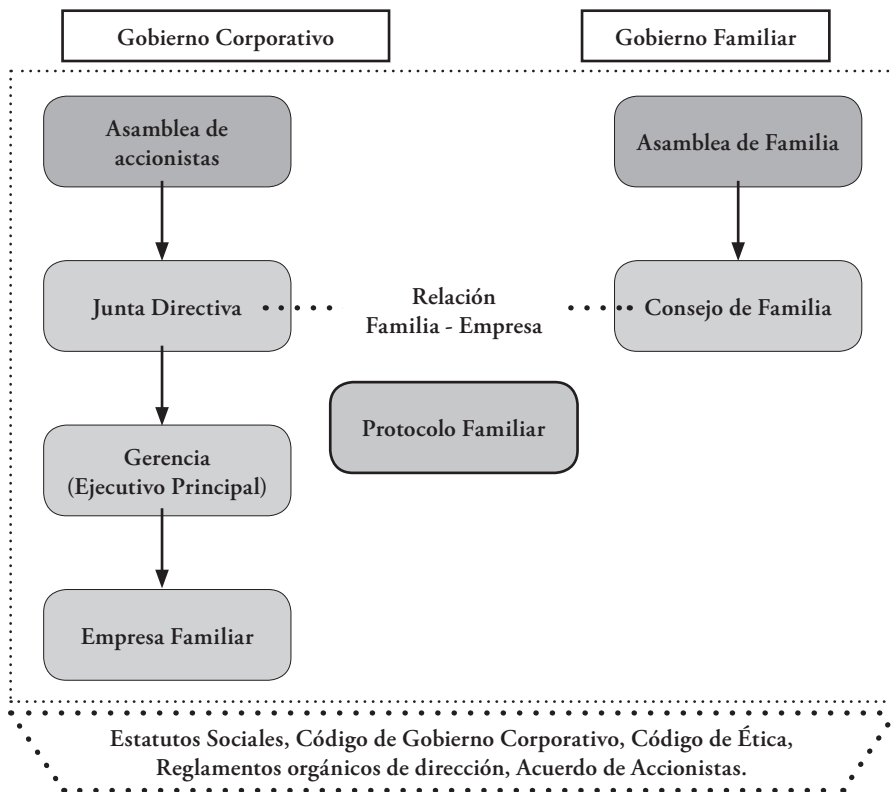 Gobierno Corporativo
Gobierno Familiar
Asamblea de
accionistas
Asamblea de Familia
Junta Directiva
Relación
Familia - Empresa
Consejo de Familia
Protocolo Familiar
Gerencia
(Ejecutivo Principal)
Empresa Familiar
Estatutos Sociales, Código de Gobierno Corporativo, Código de Ética,
Reglamentos orgánicos de dirección, Acuerdo de Accionistas.